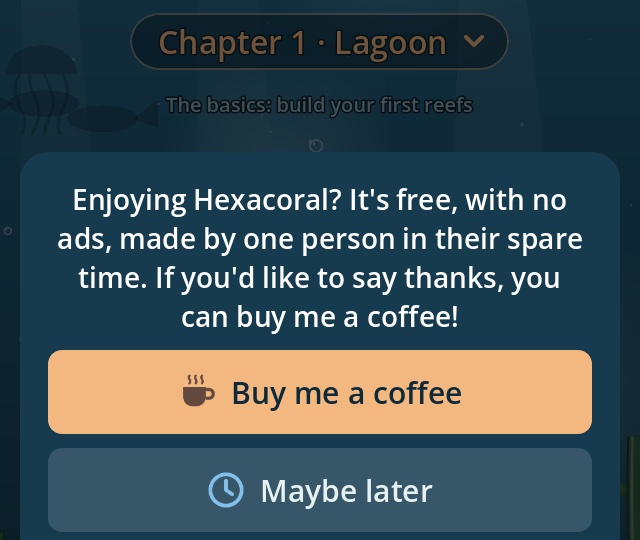 Chapter 1 · Lagoon
The basics: build your first reefs
Enjoying Hexacoral? It's free, with no
ads, made by one person in their spare
time. If you'd like to say thanks, you
can buy me a coffee!
Buy me a coffee
Maybe later